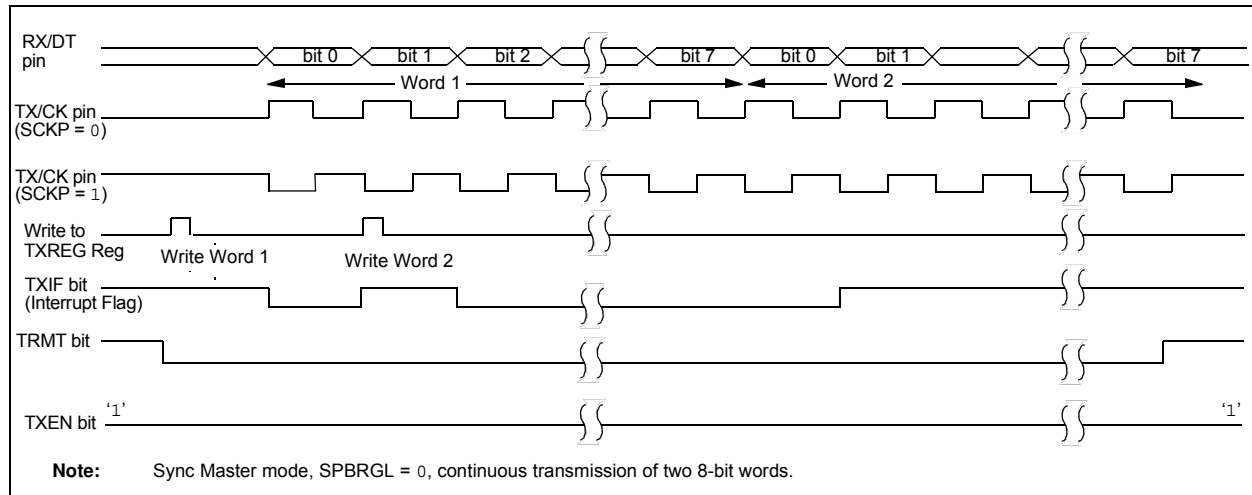 RX/DT
pin
bit 0 bit 1 bit 2 bit 7 bit 0 bit 1 bit 7
Word 1 Word 2
TX/CK pin
(SCKP = 0)
TX/CK pin
(SCKP = 1)
Write to
TXREG Reg
Write Word 1 Write Word 2
TXIF bit
(Interrupt Flag)
TRMT bit
'1' '1'
TXEN bit
Note: Sync Master mode, SPBRGL = 0, continuous transmission of two 8-bit words.